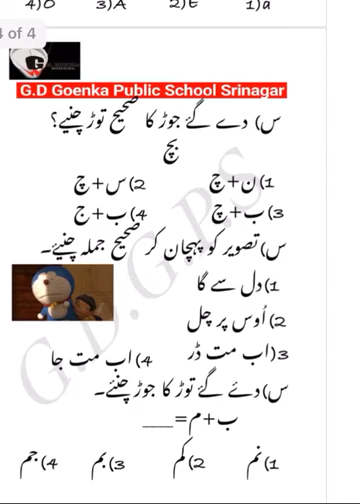 4)O 3)A 2)E 1)a
of 4
G.D Goenka Public School Srinagar
س) دے گئے جوڑ کا صحیح توڑ چنیے؟
بچ
1)ن+چ 2)س+چ
3)ب+چ 4)ب+ج
س) تصویر کو پہچان کر صحیح جملہ چنیئے۔
1)دل سے گا
2)اُوس پر چل
3)اب مت ڈر 4)اب مت جا
س) دئے گئے توڑ کا جوڑ چنئے۔
ب+م=____
1)نم 2)کم 3)بم 4)جم
G.D.G.P.S